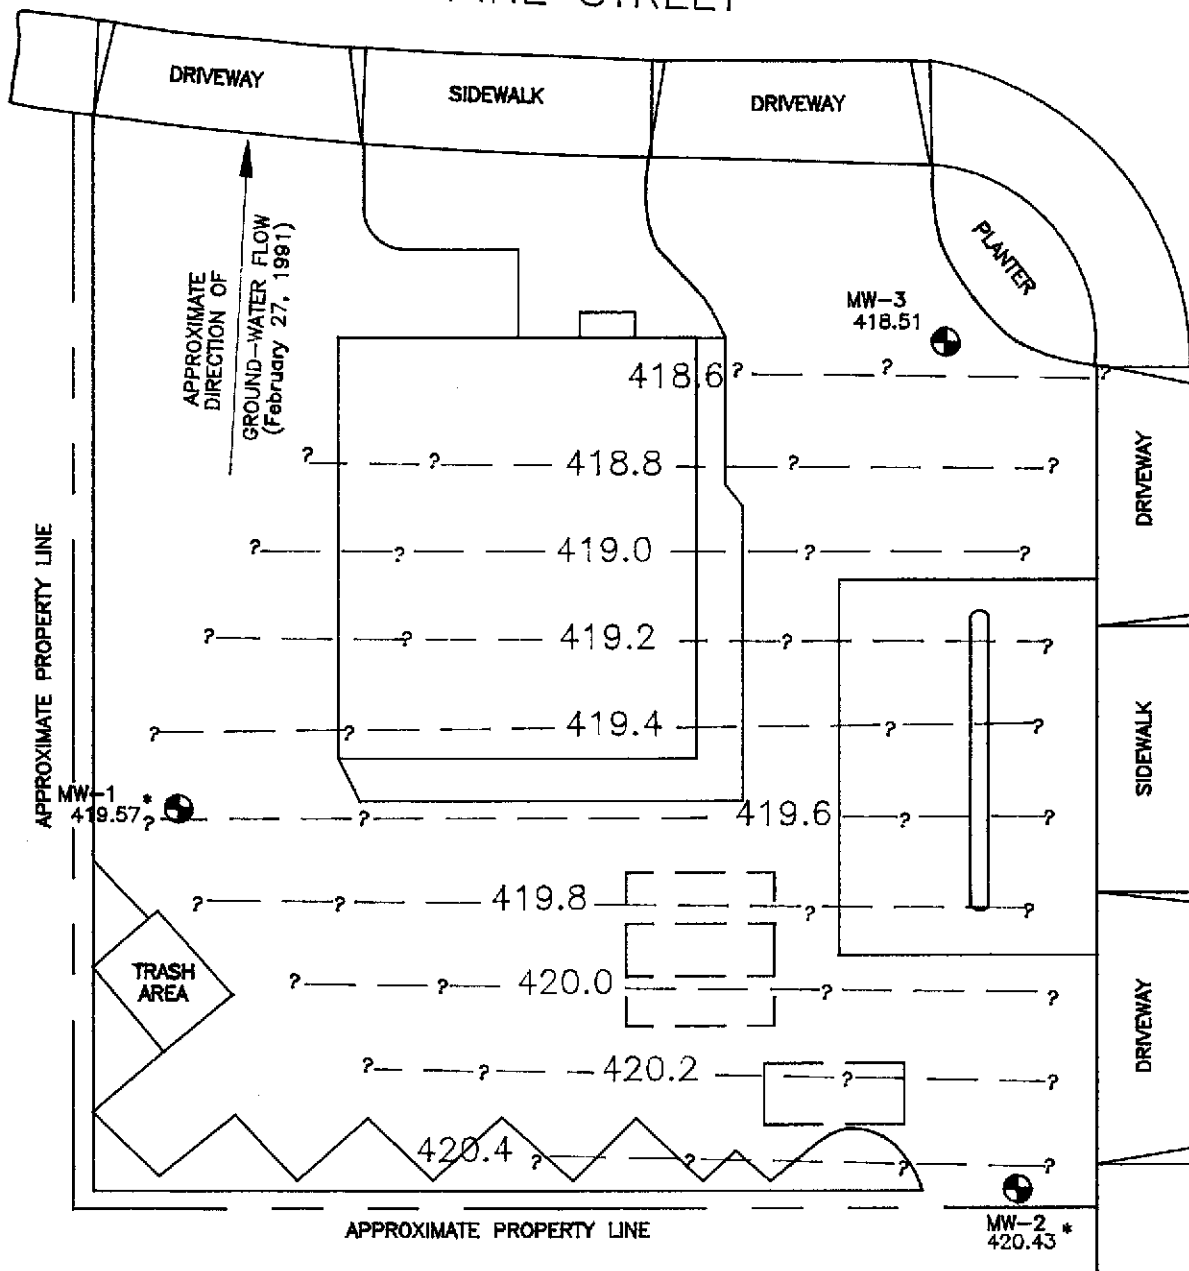 DRIVEWAY
SIDEWALK
DRIVEWAY
PLANTER
APPROXIMATE
DIRECTION OF
GROUND-WATER FLOW
(February 27, 1991)
MW-3
418.51
418.6 ? ? ?
? ? 418.8 ? ?
? ? 419.0 ? ?
? ? 419.2 ? ?
? ? 419.4 ? ?
DRIVEWAY
SIDEWALK
DRIVEWAY
APPROXIMATE PROPERTY LINE
MW-1
419.57*
? ? 419.6 ? ?
? ? 419.8 ? ?
TRASH
AREA
? ? 420.0 ? ?
? ? 420.2 ? ?
420.4 ? ? ? ?
MW-2 *
420.43
APPROXIMATE PROPERTY LINE